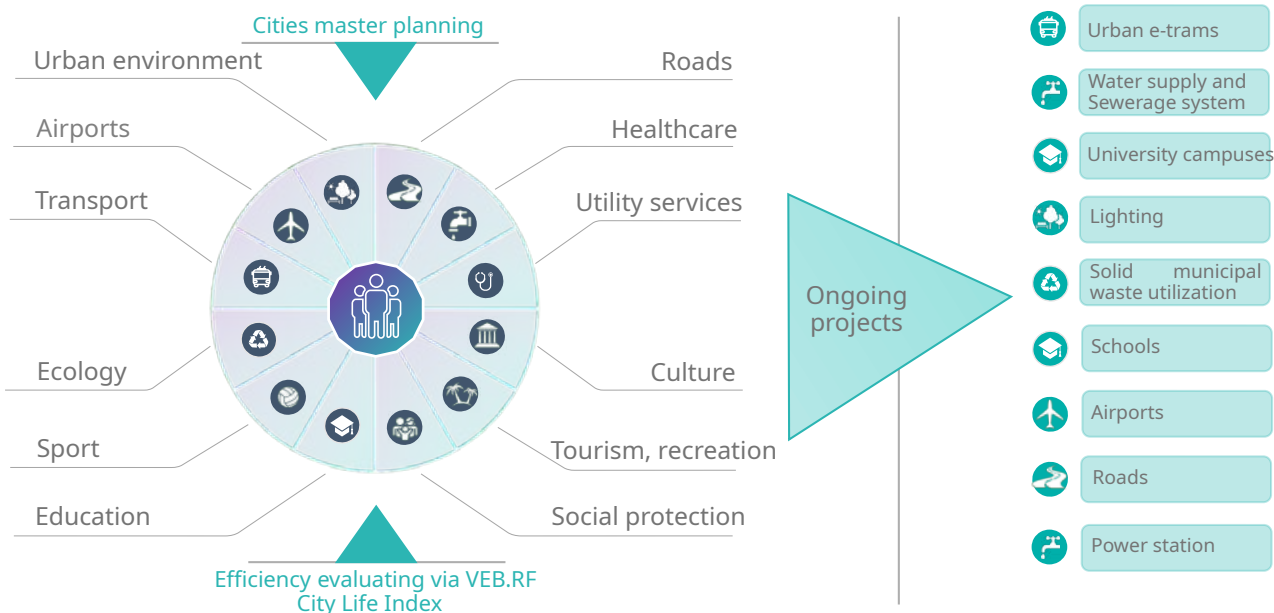 Cities master planning
Urban environment
Airports
Transport
Ecology
Sport
Education
Roads
Healthcare
Utility services
Culture
Tourism, recreation
Social protection
Efficiency evaluating via VEB.RF
City Life Index
Ongoing
projects
Urban e-trams
Water supply and
Sewerage system
University campuses
Lighting
Solid municipal
waste utilization
Schools
Airports
Roads
Power station